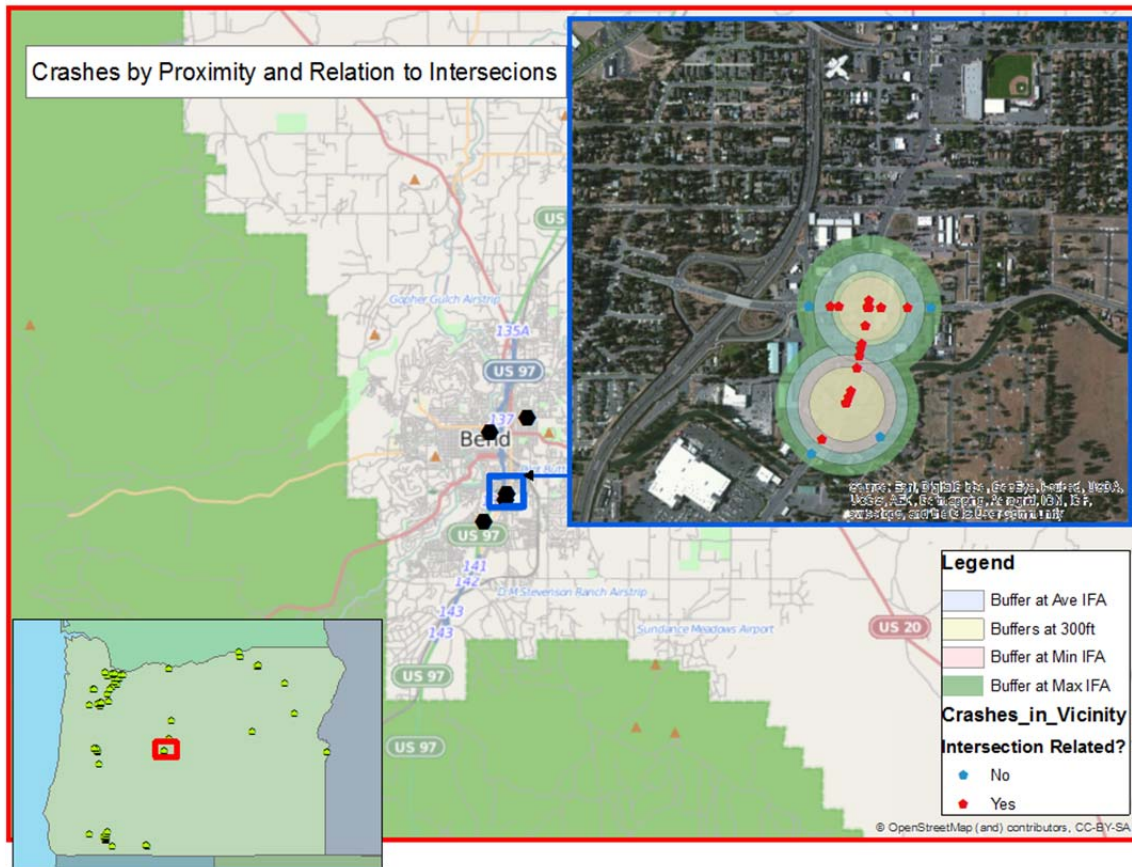 Crashes by Proximity and Relation to Intersecions
Gopher Gulch Airstrip
US
135A
US 97
137
Bend
US 97
141
142
143
143
D M Stevenson Ranch Airstrip
Sundance Meadows Airport
US 20
US 97
US 97
Legend
Buffer at Ave IFA
Buffers at 300ft
Buffer at Min IFA
Buffer at Max IFA
Crashes_in_Vicinity
Intersection Related?
No
Yes
© OpenStreetMap (and) contributors, CC-BY-SA